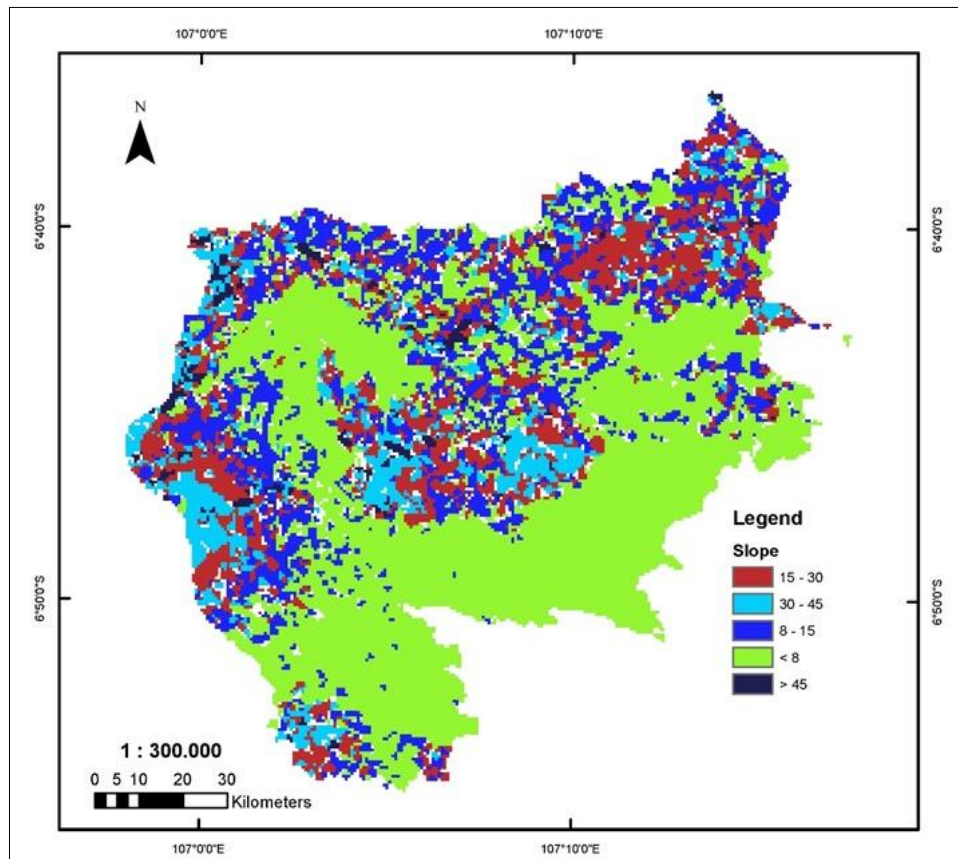 107°0'0"E 107°10'0"E
N
6°40'0"S 6°40'0"S
Legend
Slope
15 - 30
30 - 45
8 - 15
< 8
> 45
6°50'0"S 6°50'0"S
1 : 300.000
0 5 10 20 30
Kilometers
107°0'0"E 107°10'0"E